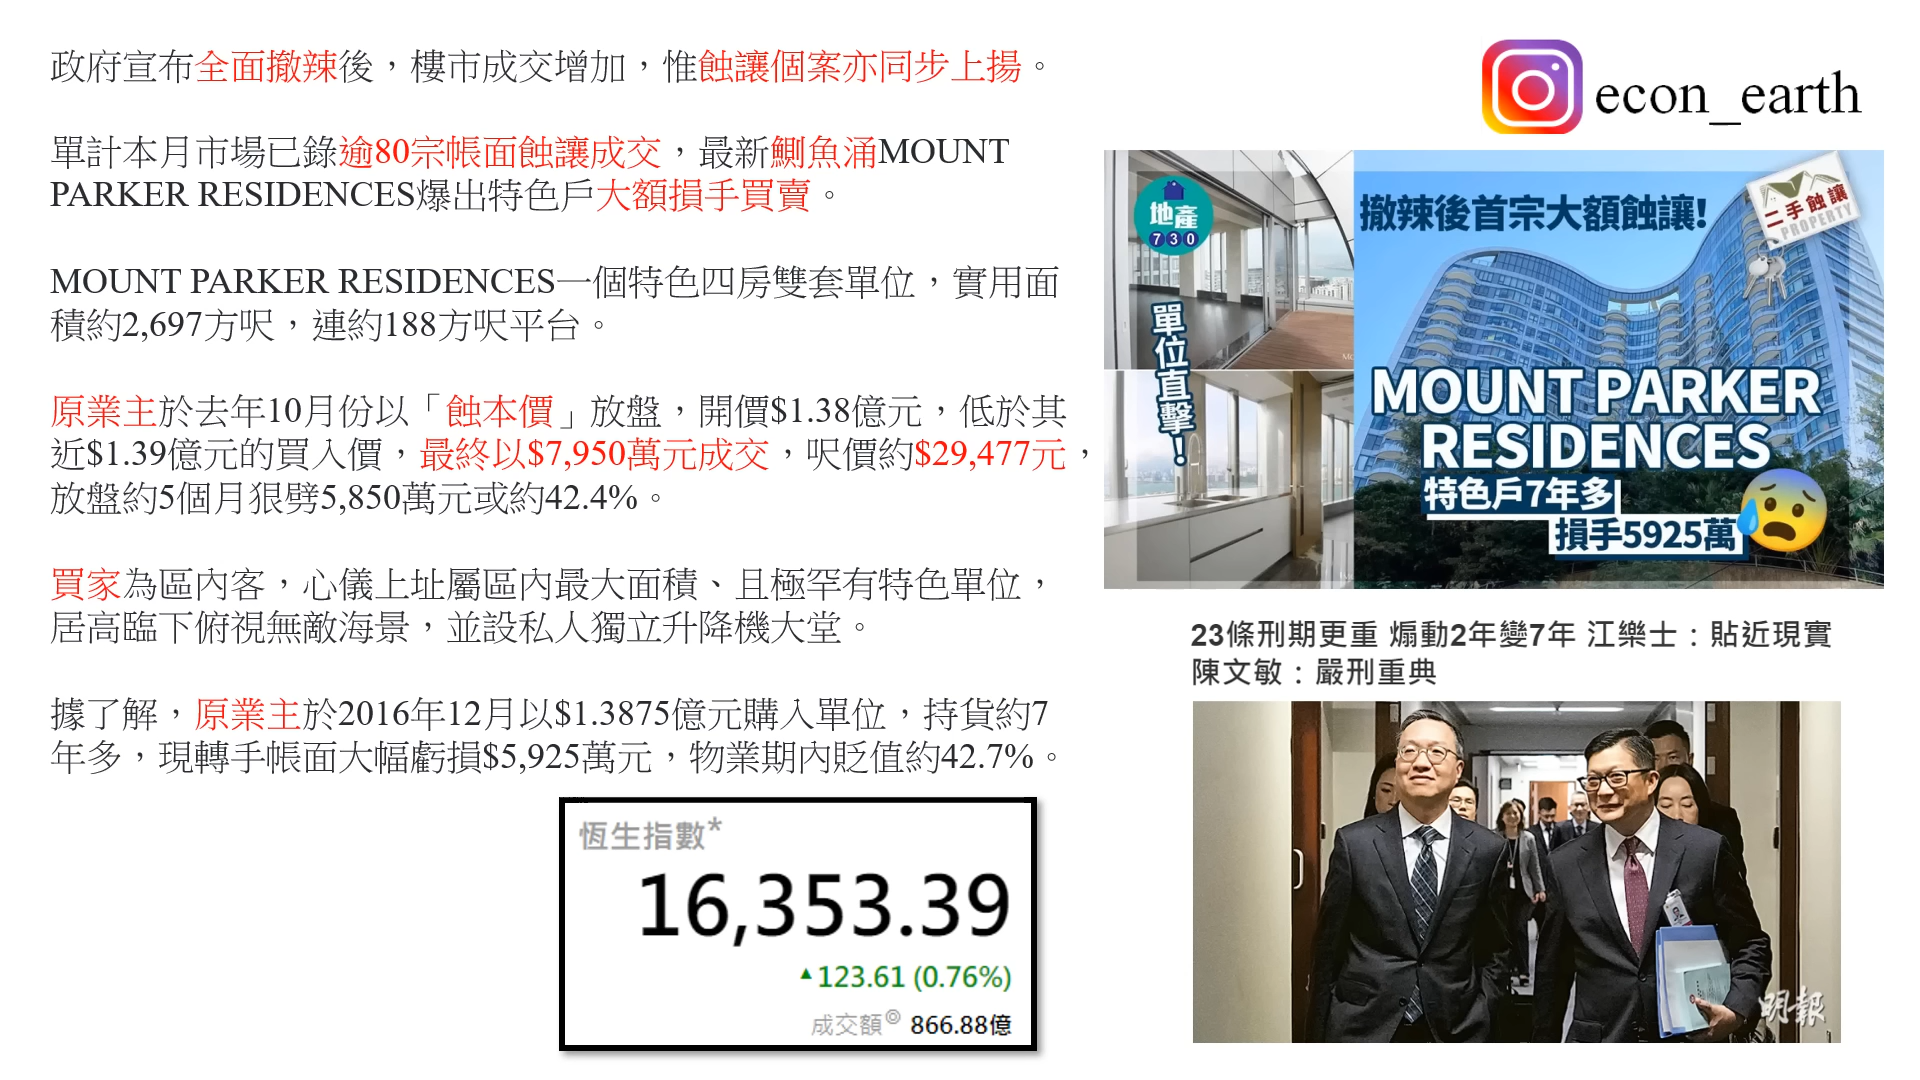 政府宣布全面撤辣後，樓市成交增加，惟蝕讓個案亦同步上揚。
單計本月市場已錄逾80宗帳面蝕讓成交，最新鰂魚涌MOUNT
PARKER RESIDENCES爆出特色戶大額損手買賣。
MOUNT PARKER RESIDENCES一個特色四房雙套單位，實用面
積約2,697方呎，連約188方呎平台。
原業主於去年10月份以「蝕本價」放盤，開價$1.38億元，低於其
近$1.39億元的買入價，最終以$7,950萬元成交，呎價約$29,477元，
放盤約5個月狠劈5,850萬元或約42.4%。
買家為區內客，心儀上址屬區內最大面積、且極罕有特色單位，
居高臨下俯視無敵海景，並設私人獨立升降機大堂。
據了解，原業主於2016年12月以$1.3875億元購入單位，持貨約7
年多，現轉手帳面大幅虧損$5,925萬元，物業期內貶值約42.7%。
恆生指數*
16,353.39
▲123.61 (0.76%)
成交額◎ 866.88億
econ_earth
地產
730
單位直擊！
撤辣後首宗大額蝕讓!
二手蝕讓
PROPERTY
MOUNT PARKER
RESIDENCES
特色戶7年多
損手5925萬
23條刑期更重 煽動2年變7年 江樂士：貼近現實
陳文敏：嚴刑重典
明報